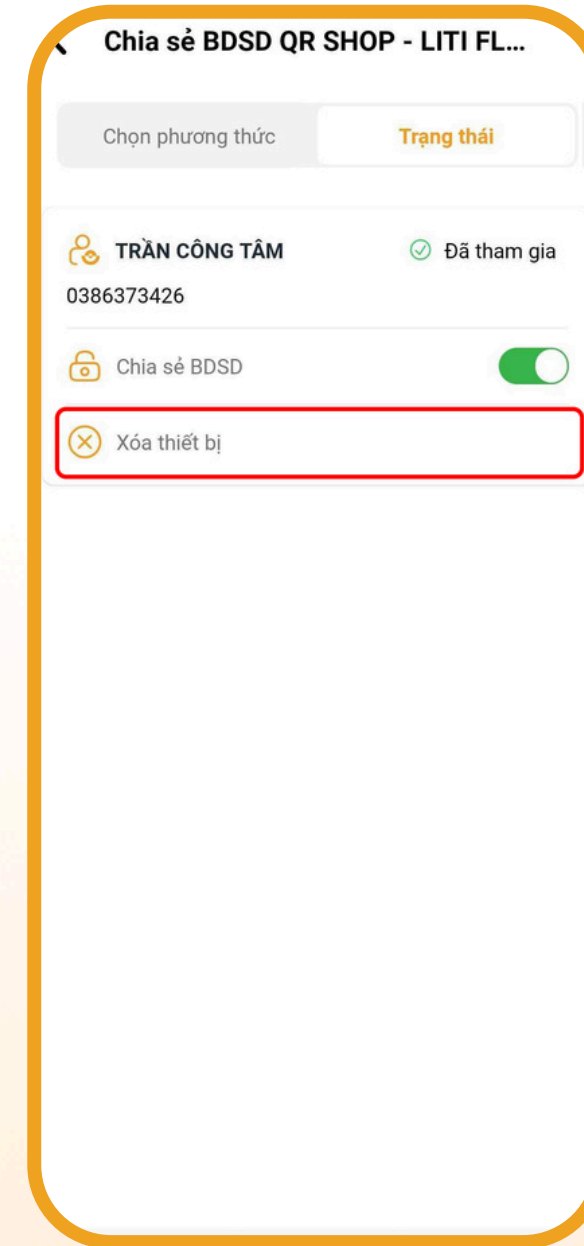 Chia sẻ BDSD QR SHOP - LITI FL...
Chọn phương thức
Trạng thái
TRẦN CÔNG TÂM
Đã tham gia
0386373426
Chia sẻ BDSD
Xóa thiết bị